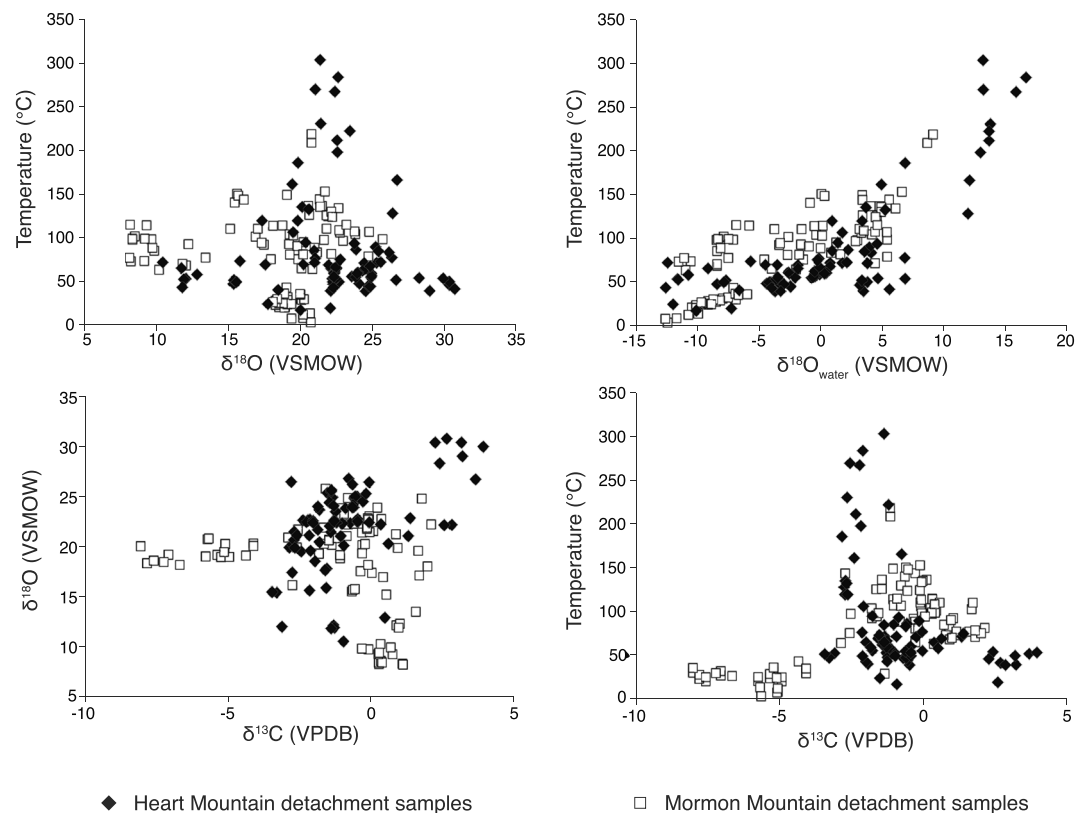 350
300
250
200
150
100
50
0
Temperature (°C)
5 10 15 20 25 30 35
δ¹⁸O (VSMOW)
350
300
250
200
150
100
50
0
Temperature (°C)
-15 -10 -5 0 5 10 15 20
δ¹⁸Owater (VSMOW)
35
30
25
20
15
10
5
δ¹⁸O (VSMOW)
-10 -5 0 5
δ¹³C (VPDB)
350
300
250
200
150
100
50
0
Temperature (°C)
-10 -5 0 5
δ¹³C (VPDB)
Heart Mountain detachment samples
Mormon Mountain detachment samples